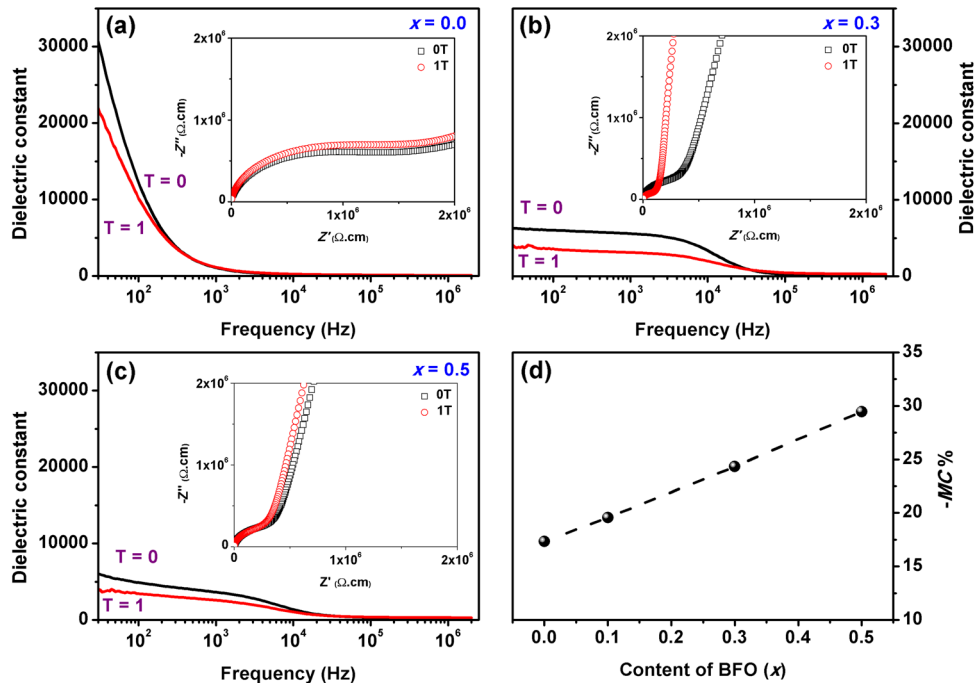 (a)
x = 0.0
Dielectric constant
35000
30000
25000
20000
15000
10000
5000
0
10² 10³ 10⁴ 10⁵ 10⁶
Frequency (Hz)
T = 0
T = 1
-Z''(Ω.cm)
2x10⁶
1x10⁶
0
0 1x10⁶ 2x10⁶
Z'(Ω.cm)
0T
1T
(b)
x = 0.3
Dielectric constant
30000
20000
10000
0
10² 10³ 10⁴ 10⁵ 10⁶
Frequency (Hz)
T = 0
T = 1
-Z''(Ω.cm)
2x10⁶
1x10⁶
0
0 1x10⁶ 2x10⁶
Z'(Ω.cm)
0T
1T
(c)
x = 0.5
Dielectric constant
30000
20000
10000
0
10² 10³ 10⁴ 10⁵ 10⁶
Frequency (Hz)
T = 0
T = 1
-Z'' (Ω.cm)
2x10⁶
1x10⁶
0
0 1x10⁶ 2x10⁶
Z' (Ω.cm)
0T
1T
(d)
-MC%
35
30
25
20
15
10
0.0 0.1 0.2 0.3 0.4 0.5
Content of BFO (x)